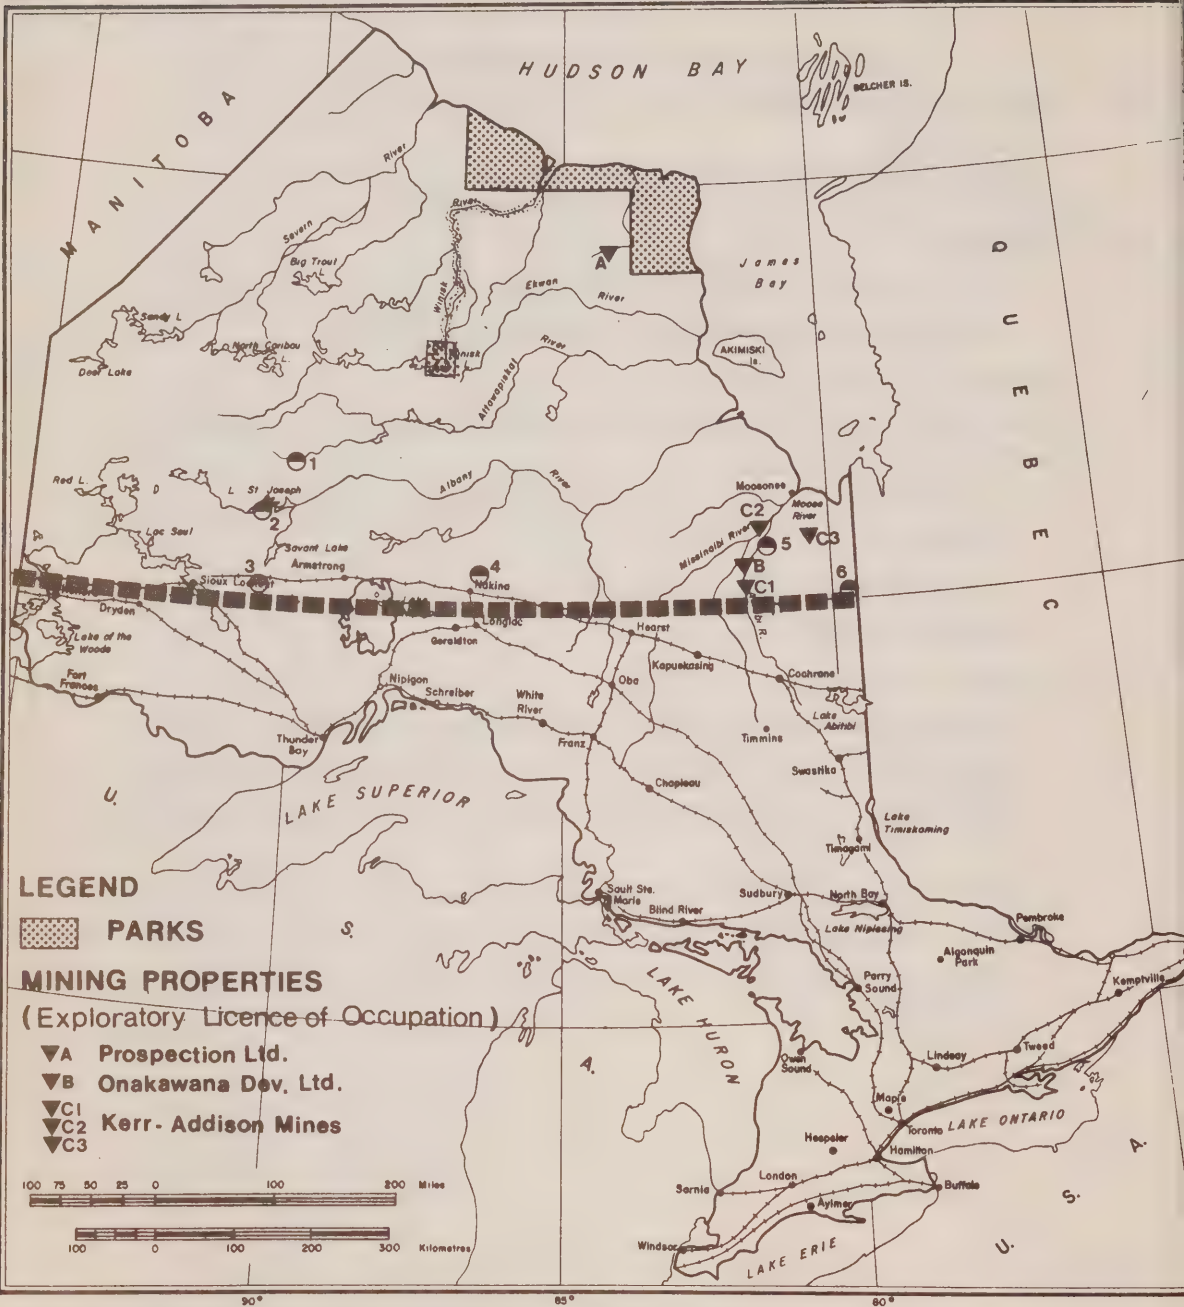 HUDSON BAY
BELCHER IS.
MANITOBA
River
Severn
Big Trout
L.
River
A
James
Bay
QUEBEC
Winisk
Ekwan
River
Sandy L
North Caribou
L.
Deer Lake
Winisk
L.
River
Attawapiskat
AKIMISKI
Is.
1
Red L.
D
L St Joseph
2
Albany
River
Moosonee
Moose
River
C2
C3
Missinaibi River
5
Lac Seul
Savant Lake
Armstrong
3
Sioux Lookout
4
Nakina
B
C1
6
Dryden
Lake of the
Woods
Longlac
Geraldton
Hearst
R.
Kapuskasing
Cochrane
Fort
Frances
Nipigon
Schreiber
White
River
Oba
Lake
Abitibi
Thunder
Bay
Franz
Timmins
Swastika
Chapleau
U.
LAKE SUPERIOR
Lake
Timiskaming
Timagami
LEGEND
PARKS
S.
Sault Ste.
Marie
Blind River
Sudbury
North Bay
Lake Nipissing
Pembroke
Algonquin
Park
MINING PROPERTIES
(Exploratory Licence of Occupation)
A Prospection Ltd.
B Onakawana Dev. Ltd.
C1
C2 Kerr-Addison Mines
C3
LAKE HURON
Parry
Sound
Kemptville
A.
Owen
Sound
Lindsay
Tweed
Maple
Toronto
LAKE ONTARIO
Hespeler
Hamilton
A.
London
Sarnia
Buffalo
S.
Aylmer
Windsor
LAKE ERIE
U.
100 75 50 25 0 100 200 Miles
100 0 100 200 300 Kilometres
90° 85° 80°